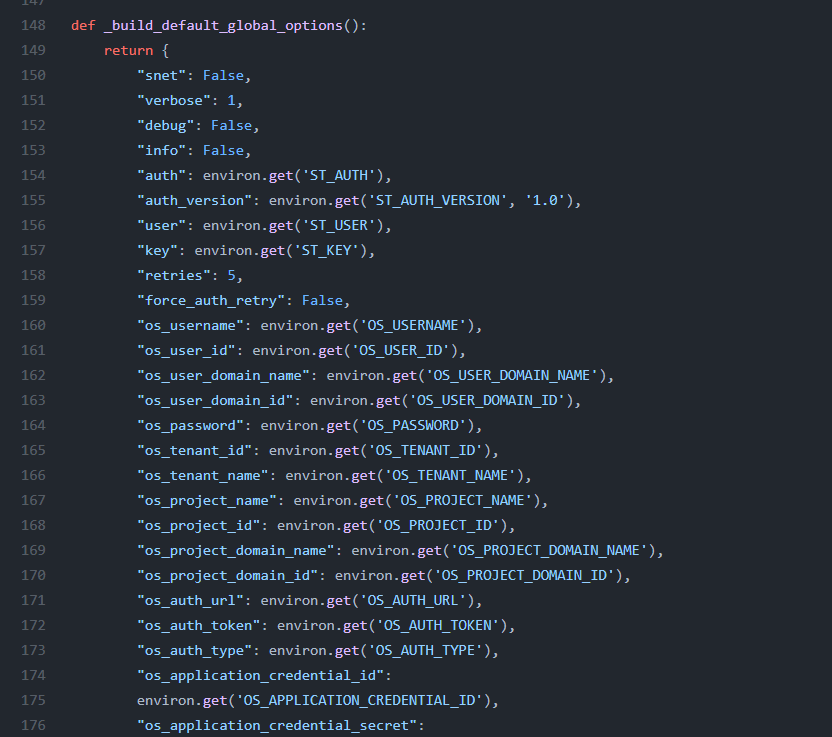 147
148 def _build_default_global_options():
149 return {
150 "snet": False,
151 "verbose": 1,
152 "debug": False,
153 "info": False,
154 "auth": environ.get('ST_AUTH'),
155 "auth_version": environ.get('ST_AUTH_VERSION', '1.0'),
156 "user": environ.get('ST_USER'),
157 "key": environ.get('ST_KEY'),
158 "retries": 5,
159 "force_auth_retry": False,
160 "os_username": environ.get('OS_USERNAME'),
161 "os_user_id": environ.get('OS_USER_ID'),
162 "os_user_domain_name": environ.get('OS_USER_DOMAIN_NAME'),
163 "os_user_domain_id": environ.get('OS_USER_DOMAIN_ID'),
164 "os_password": environ.get('OS_PASSWORD'),
165 "os_tenant_id": environ.get('OS_TENANT_ID'),
166 "os_tenant_name": environ.get('OS_TENANT_NAME'),
167 "os_project_name": environ.get('OS_PROJECT_NAME'),
168 "os_project_id": environ.get('OS_PROJECT_ID'),
169 "os_project_domain_name": environ.get('OS_PROJECT_DOMAIN_NAME'),
170 "os_project_domain_id": environ.get('OS_PROJECT_DOMAIN_ID'),
171 "os_auth_url": environ.get('OS_AUTH_URL'),
172 "os_auth_token": environ.get('OS_AUTH_TOKEN'),
173 "os_auth_type": environ.get('OS_AUTH_TYPE'),
174 "os_application_credential_id":
175 environ.get('OS_APPLICATION_CREDENTIAL_ID'),
176 "os_application_credential_secret":